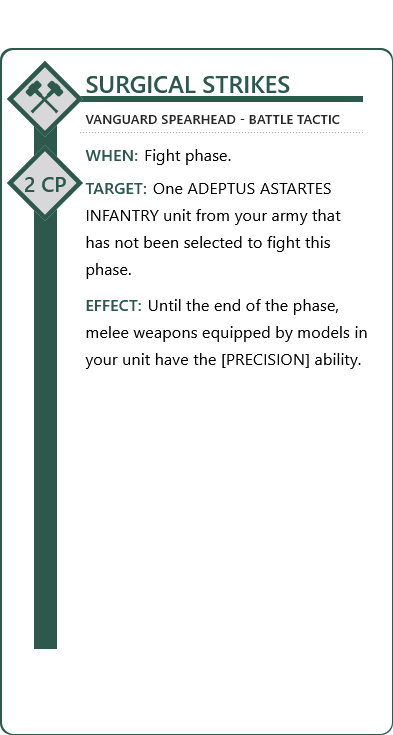 SURGICAL STRIKES
VANGUARD SPEARHEAD - BATTLE TACTIC
2 CP
WHEN: Fight phase.
TARGET: One ADEPTUS ASTARTES
INFANTRY unit from your army that
has not been selected to fight this
phase.
EFFECT: Until the end of the phase,
melee weapons equipped by models in
your unit have the [PRECISION] ability.